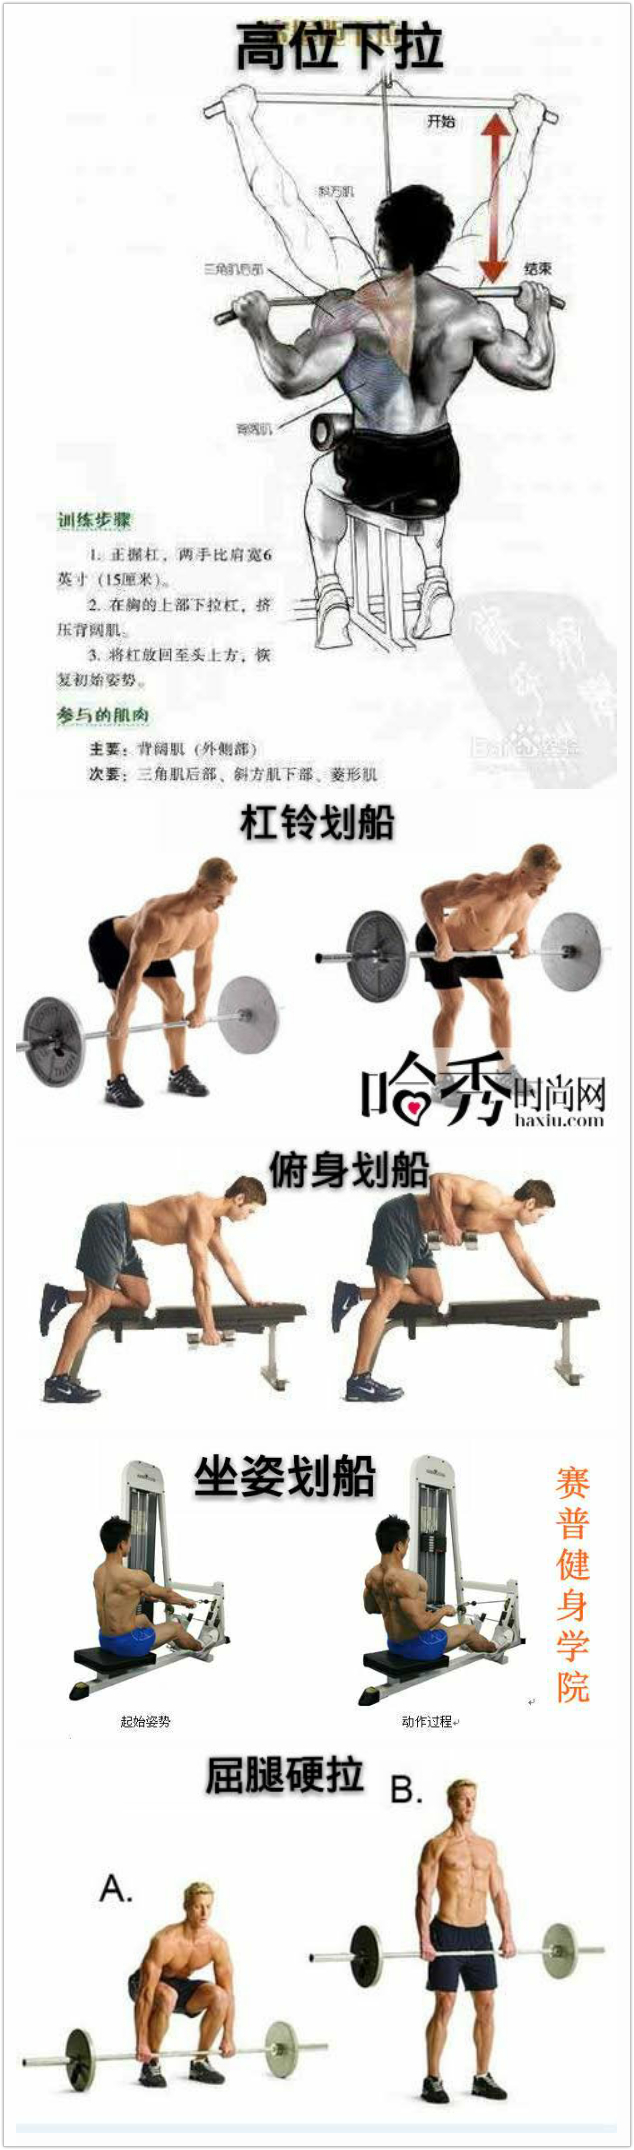 高位下拉
开始
斜方肌
三角肌后部
结束
背阔肌
训练步骤
1. 正握杠，两手比肩宽6
英寸（15厘米）。
2. 在胸的上部下拉杠，挤
压背阔肌。
3. 将杠放回至头上方，恢
复初始姿势。
参与的肌肉
主要：背阔肌（外侧部）
次要：三角肌后部、斜方肌下部、菱形肌
杠铃划船
哈秀时尚网
haxiu.com
俯身划船
坐姿划船
赛普健身学院
起始姿势
动作过程
屈腿硬拉
A.
B.